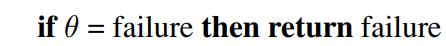 if θ = failure then return failure